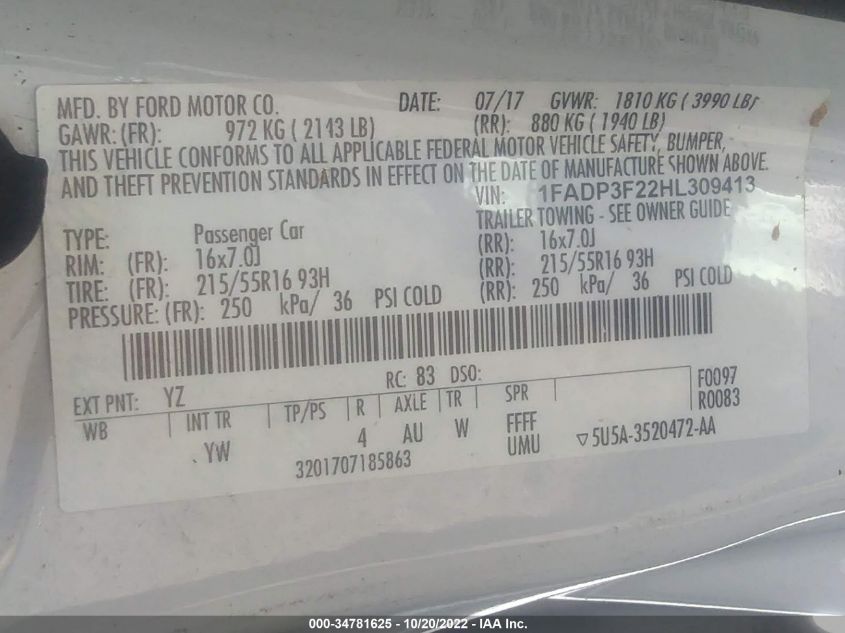 MFD. BY FORD MOTOR CO. DATE: 07/17 GVWR: 1810 KG ( 3990 LB)
GAWR: (FR): 972 KG ( 2143 LB) (RR): 880 KG ( 1940 LB)
THIS VEHICLE CONFORMS TO ALL APPLICABLE FEDERAL MOTOR VEHICLE SAFETY, BUMPER,
AND THEFT PREVENTION STANDARDS IN EFFECT ON THE DATE OF MANUFACTURE SHOWN ABOVE.
VIN: 1FADP3F22HL309413
TYPE: Passenger Car TRAILER TOWING - SEE OWNER GUIDE
RIM: (FR): 16x7.0J (RR): 16x7.0J
TIRE: (FR): 215/55R16 93H (RR): 215/55R16 93H
PRESSURE: (FR): 250 kPa/ 36 PSI COLD (RR): 250 kPa/ 36 PSI COLD
EXT PNT: YZ RC: 83 DSO: F0097
WB INT TR TP/PS R AXLE TR SPR R0083
YW 4 AU W FFFF
UMU ▽5U5A-3520472-AA
3201707185863
000-34781625 - 10/20/2022 - IAA Inc.